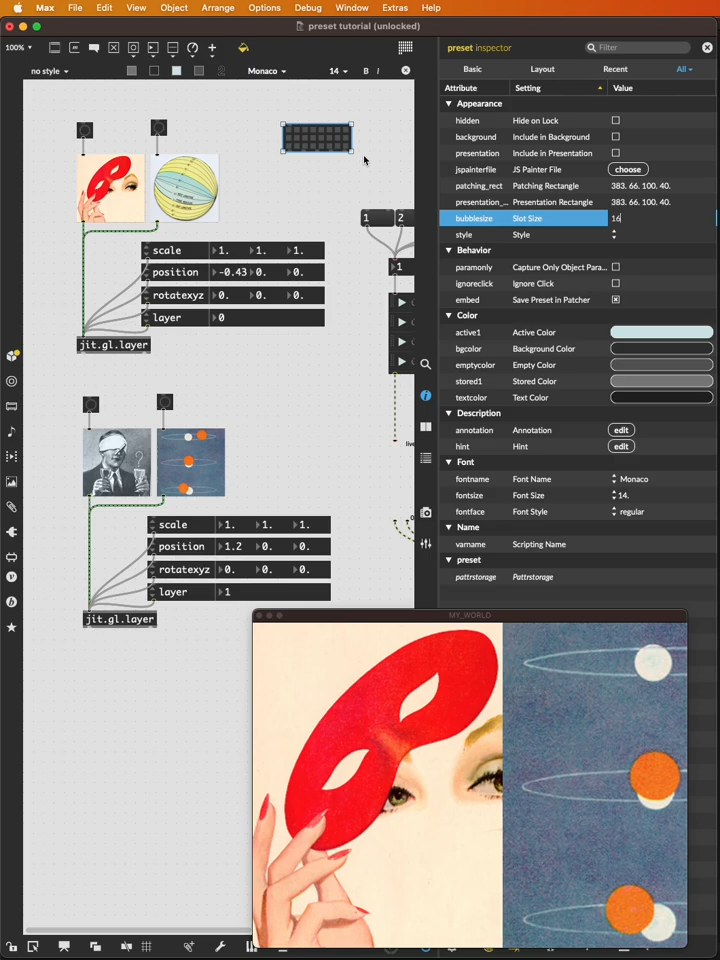 Max File Edit View Object Arrange Options Debug Window Extras Help
preset tutorial (unlocked)
100%
no style Monaco 14 B I
preset inspector Filter
Basic Layout Recent All
Attribute Setting Value
Appearance
hidden Hide on Lock
background Include in Background
presentation Include in Presentation
jspainterfile JS Painter File choose
patching_rect Patching Rectangle 383. 66. 100. 40.
presentation_... Presentation Rectangle 383. 66. 100. 40.
bubblesize Slot Size 16
style Style
Behavior
paramonly Capture Only Object Para...
ignoreclick Ignore Click
embed Save Preset in Patcher
Color
active1 Active Color
bgcolor Background Color
emptycolor Empty Color
stored1 Stored Color
textcolor Text Color
Description
annotation Annotation edit
hint Hint edit
Font
fontname Font Name Monaco
fontsize Font Size 14.
fontface Font Style regular
Name
varname Scripting Name
preset
pattrstorage Pattrstorage
1 2
1
scale 1. 1. 1.
position -0.43 0. 0.
rotatexyz 0. 0. 0.
layer 0
jit.gl.layer
live
scale 1. 1. 1.
position 1.2 0. 0.
rotatexyz 0. 0. 0.
layer 1
jit.gl.layer
MY_WORLD